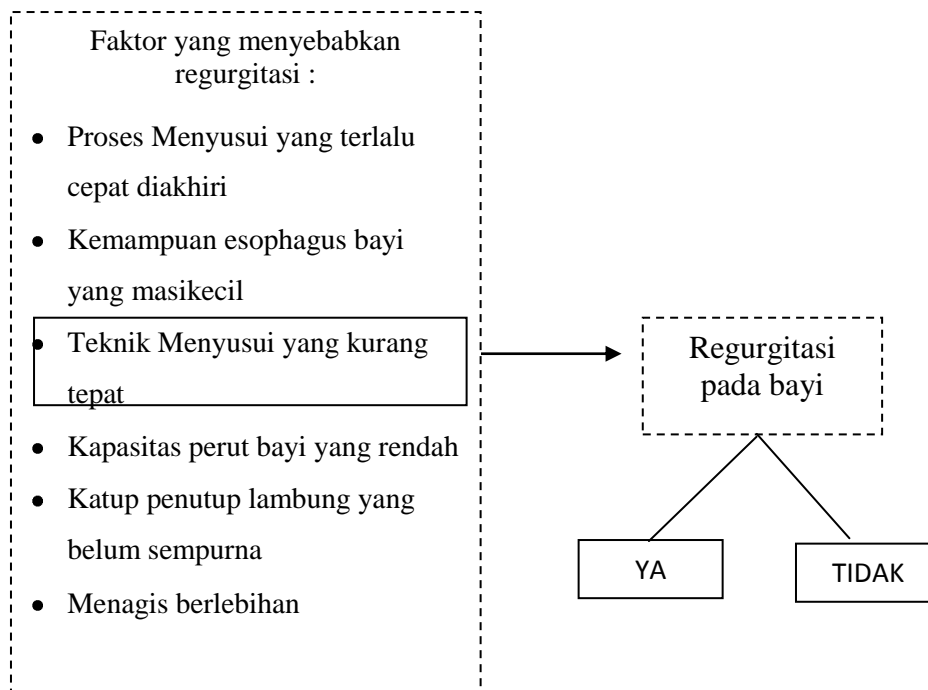 Faktor yang menyebabkan
regurgitasi :
• Proses Menyusui yang terlalu
cepat diakhiri
• Kemampuan esophagus bayi
yang masikecil
• Teknik Menyusui yang kurang
tepat
• Kapasitas perut bayi yang rendah
• Katup penutup lambung yang
belum sempurna
• Menagis berlebihan
Regurgitasi
pada bayi
YA
TIDAK